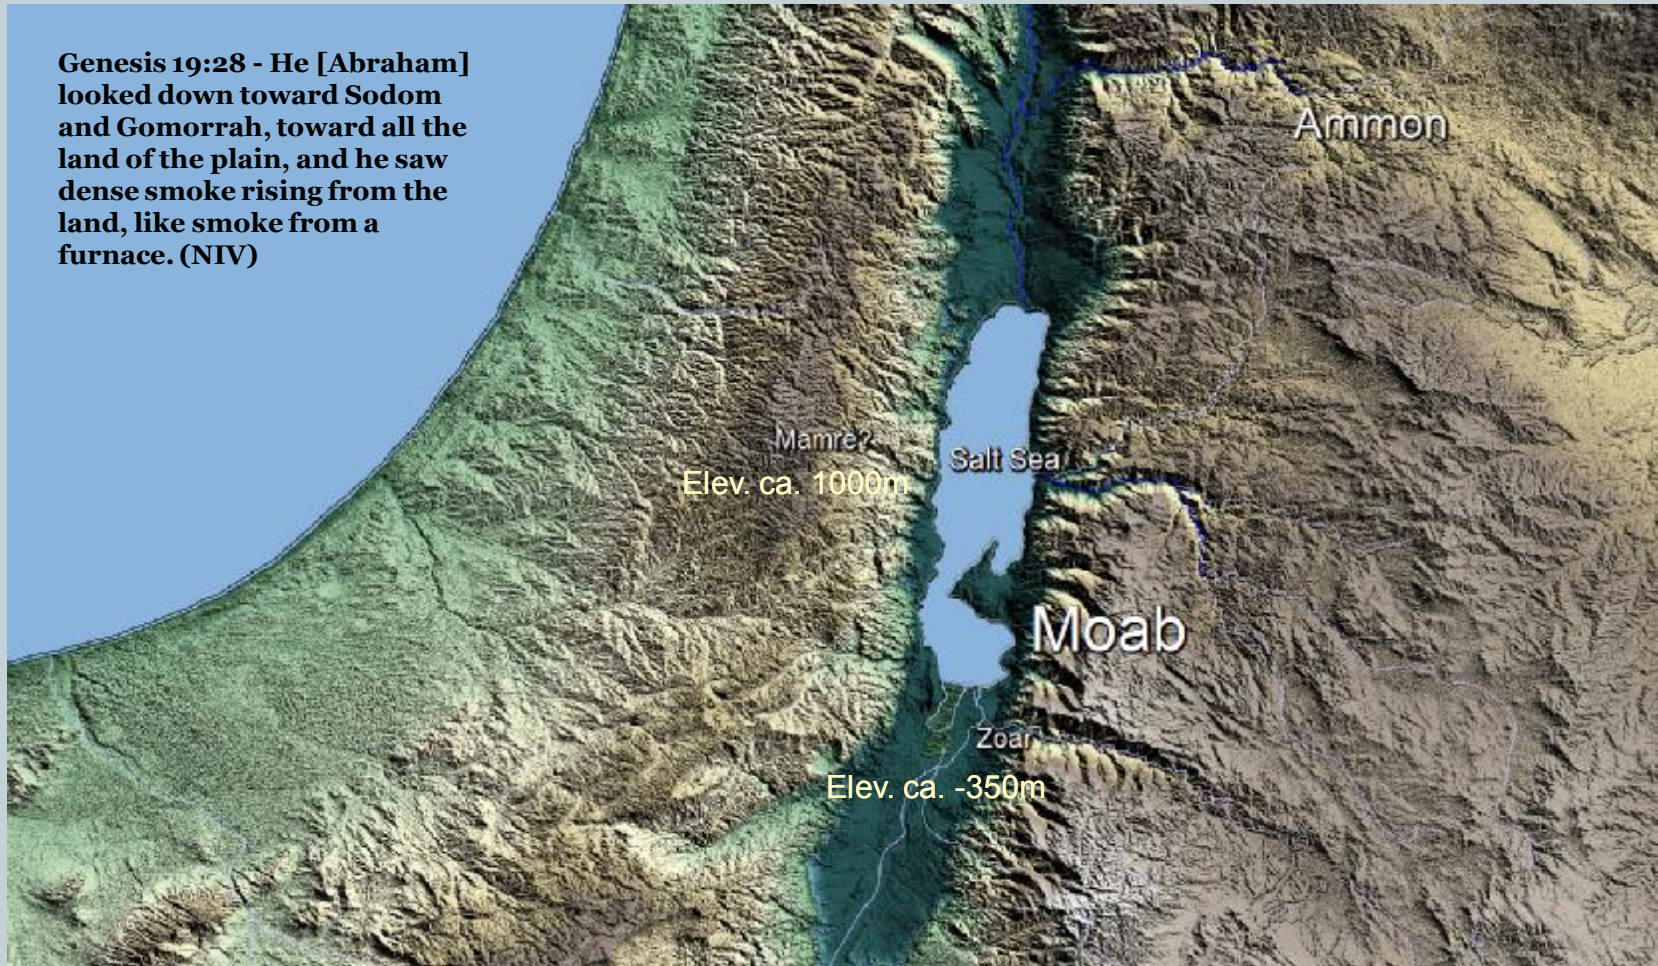 Genesis 19:28 - He [Abraham]
looked down toward Sodom
and Gomorrah, toward all the
land of the plain, and he saw
dense smoke rising from the
land, like smoke from a
furnace. (NIV)
Ammon
Mamre?
Salt Sea
Elev. ca. 1000m
Moab
Zoar
Elev. ca. -350m